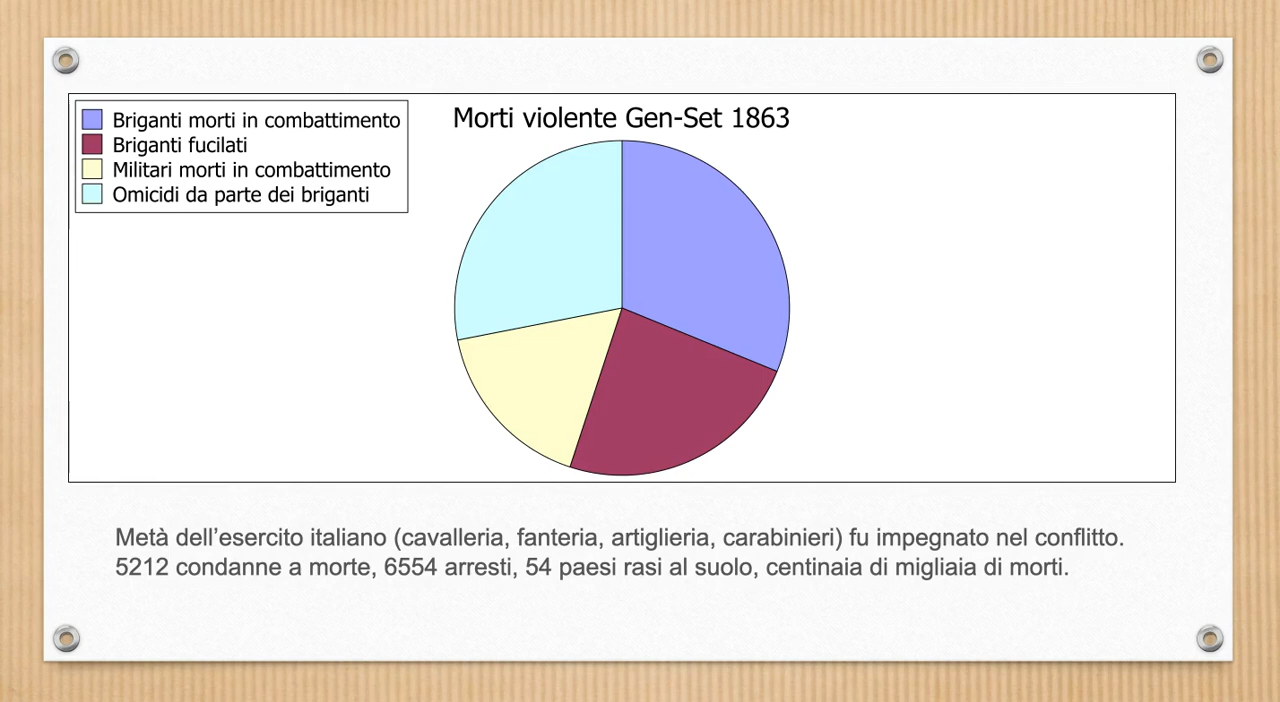 Morti violente Gen-Set 1863
Briganti morti in combattimento
Briganti fucilati
Militari morti in combattimento
Omicidi da parte dei briganti
Metà dell’esercito italiano (cavalleria, fanteria, artiglieria, carabinieri) fu impegnato nel conflitto.
5212 condanne a morte, 6554 arresti, 54 paesi rasi al suolo, centinaia di migliaia di morti.